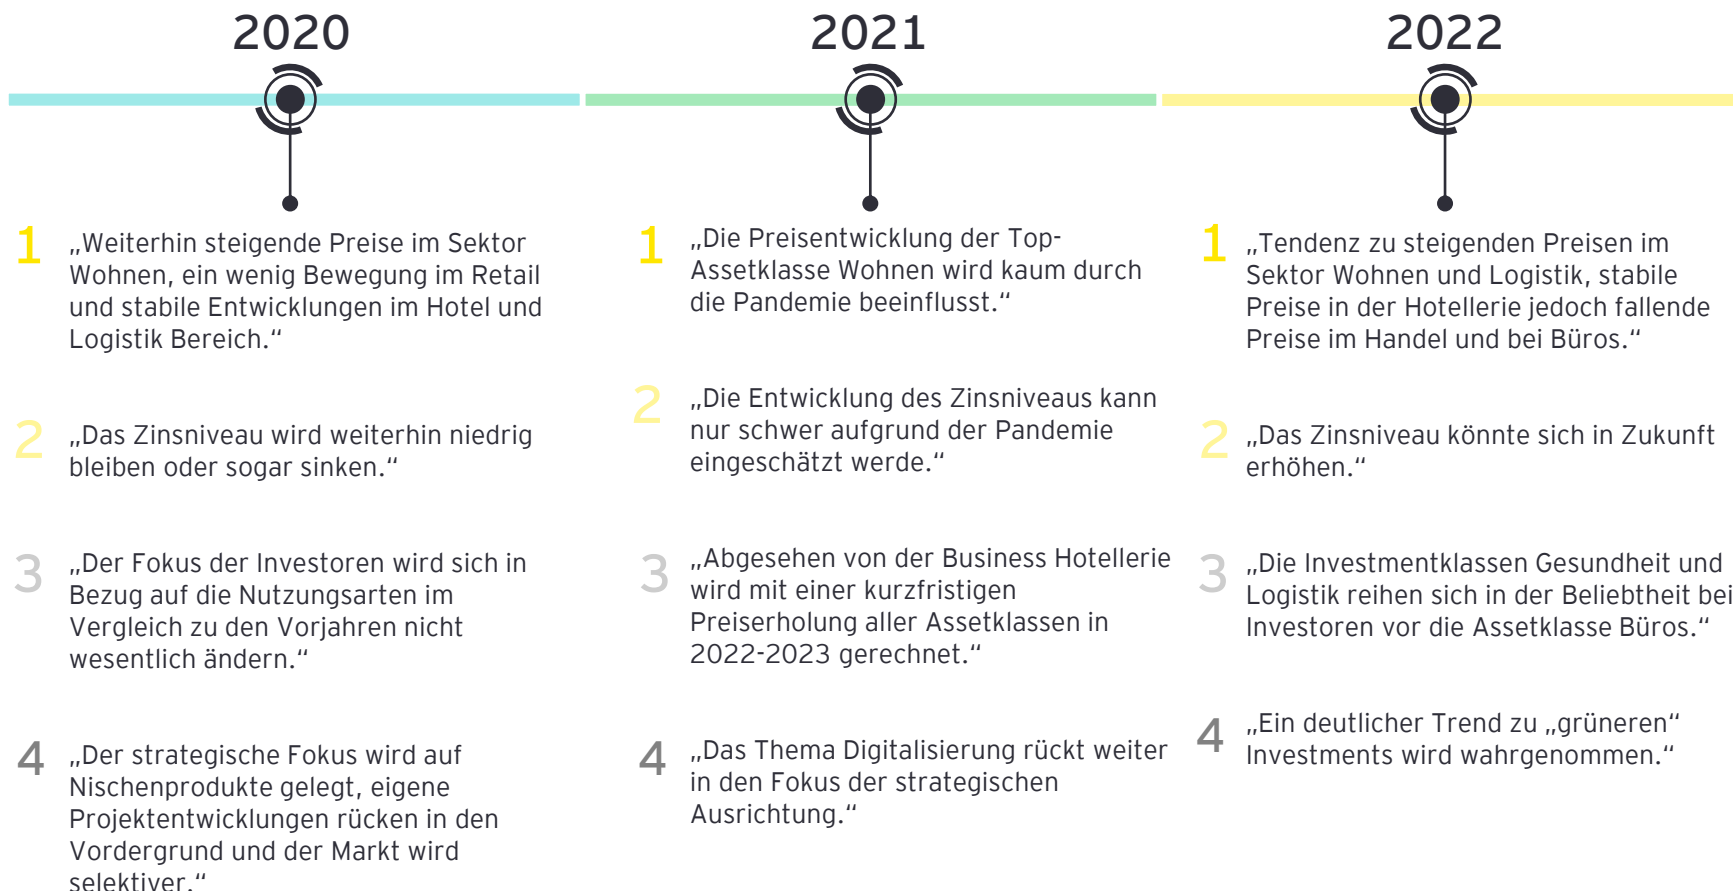 2020
1
„Weiterhin steigende Preise im Sektor
Wohnen, ein wenig Bewegung im Retail
und stabile Entwicklungen im Hotel und
Logistik Bereich.“
2
„Das Zinsniveau wird weiterhin niedrig
bleiben oder sogar sinken.“
3
„Der Fokus der Investoren wird sich in
Bezug auf die Nutzungsarten im
Vergleich zu den Vorjahren nicht
wesentlich ändern.“
4
„Der strategische Fokus wird auf
Nischenprodukte gelegt, eigene
Projektentwicklungen rücken in den
Vordergrund und der Markt wird
selektiver.“
2021
1
„Die Preisentwicklung der Top-
Assetklasse Wohnen wird kaum durch
die Pandemie beeinflusst.“
2
„Die Entwicklung des Zinsniveaus kann
nur schwer aufgrund der Pandemie
eingeschätzt werde.“
3
„Abgesehen von der Business Hotellerie
wird mit einer kurzfristigen
Preiserholung aller Assetklassen in
2022-2023 gerechnet.“
4
„Das Thema Digitalisierung rückt weiter
in den Fokus der strategischen
Ausrichtung.“
2022
1
„Tendenz zu steigenden Preisen im
Sektor Wohnen und Logistik, stabile
Preise in der Hotellerie jedoch fallende
Preise im Handel und bei Büros.“
2
„Das Zinsniveau könnte sich in Zukunft
erhöhen.“
3
„Die Investmentklassen Gesundheit und
Logistik reihen sich in der Beliebtheit bei
Investoren vor die Assetklasse Büros.“
4
„Ein deutlicher Trend zu „grüneren“
Investments wird wahrgenommen.“